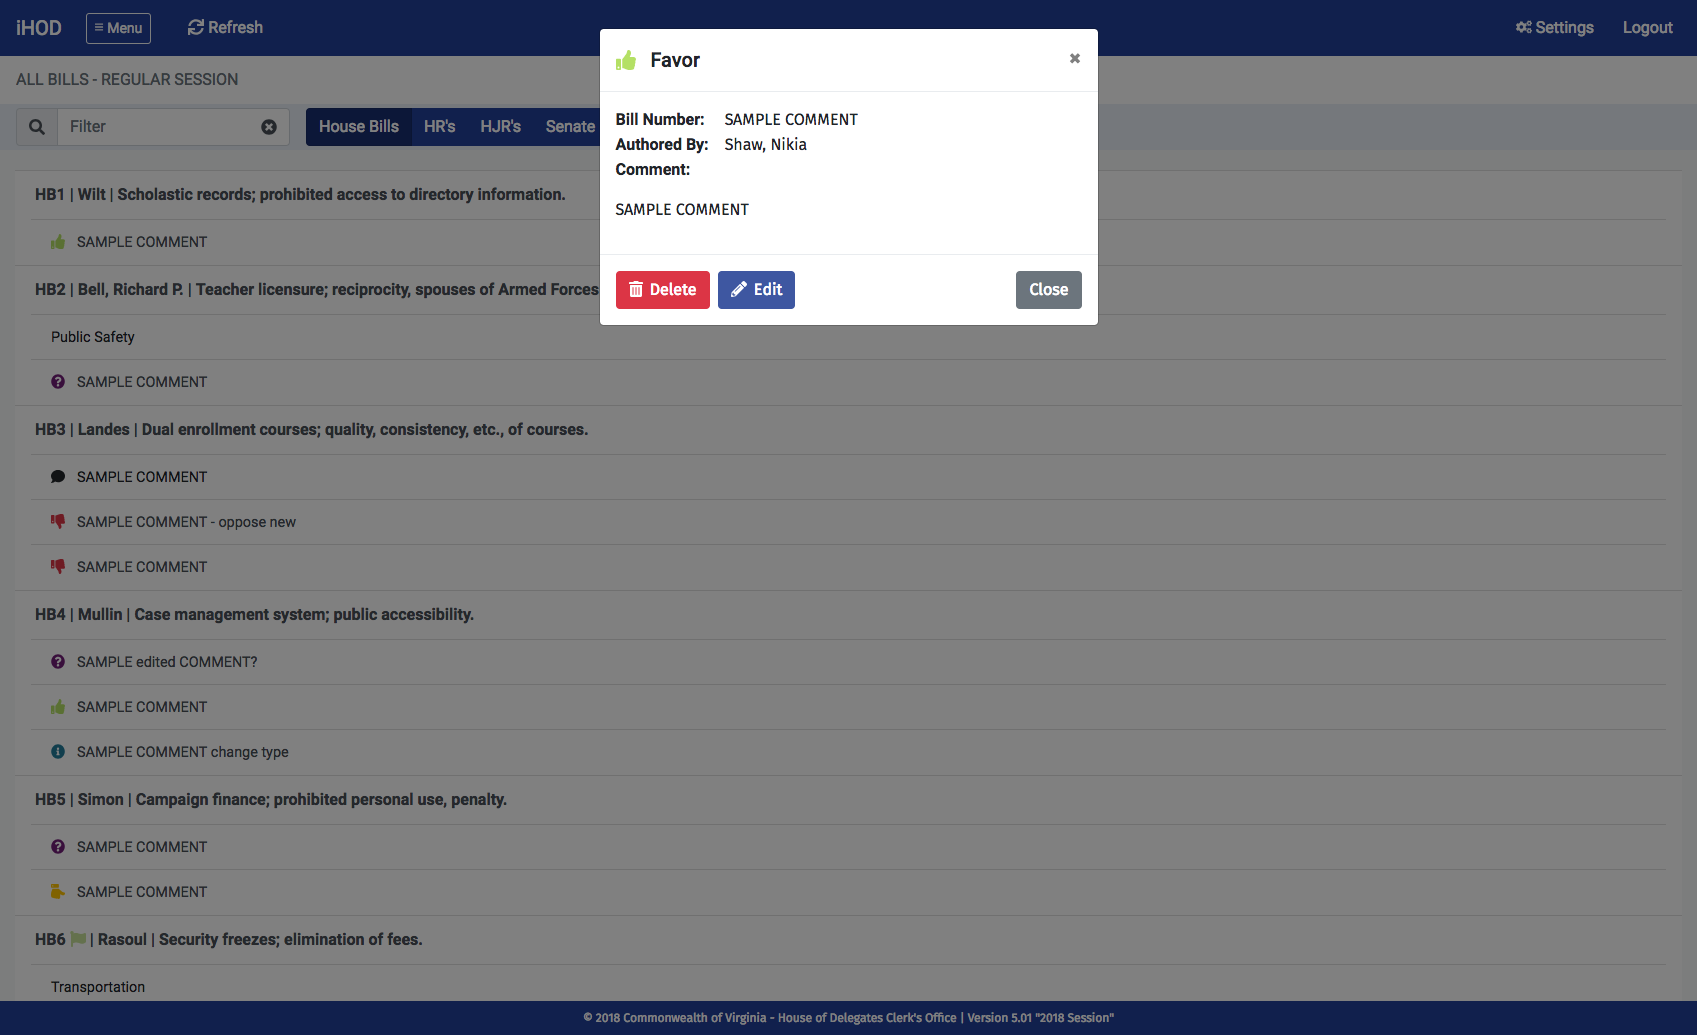 iHOD
Menu
Refresh
Settings
Logout
ALL BILLS - REGULAR SESSION
Filter
House Bills
HR's
HJR's
Senate
Favor
Bill Number: SAMPLE COMMENT
Authored By: Shaw, Nikia
Comment:
SAMPLE COMMENT
Delete
Edit
Close
HB1 | Wilt | Scholastic records; prohibited access to directory information.
SAMPLE COMMENT
HB2 | Bell, Richard P. | Teacher licensure; reciprocity, spouses of Armed Forces
Public Safety
SAMPLE COMMENT
HB3 | Landes | Dual enrollment courses; quality, consistency, etc., of courses.
SAMPLE COMMENT
SAMPLE COMMENT - oppose new
SAMPLE COMMENT
HB4 | Mullin | Case management system; public accessibility.
SAMPLE edited COMMENT?
SAMPLE COMMENT
SAMPLE COMMENT change type
HB5 | Simon | Campaign finance; prohibited personal use, penalty.
SAMPLE COMMENT
SAMPLE COMMENT
HB6 | Rasoul | Security freezes; elimination of fees.
Transportation
© 2018 Commonwealth of Virginia - House of Delegates Clerk's Office | Version 5.01 "2018 Session"